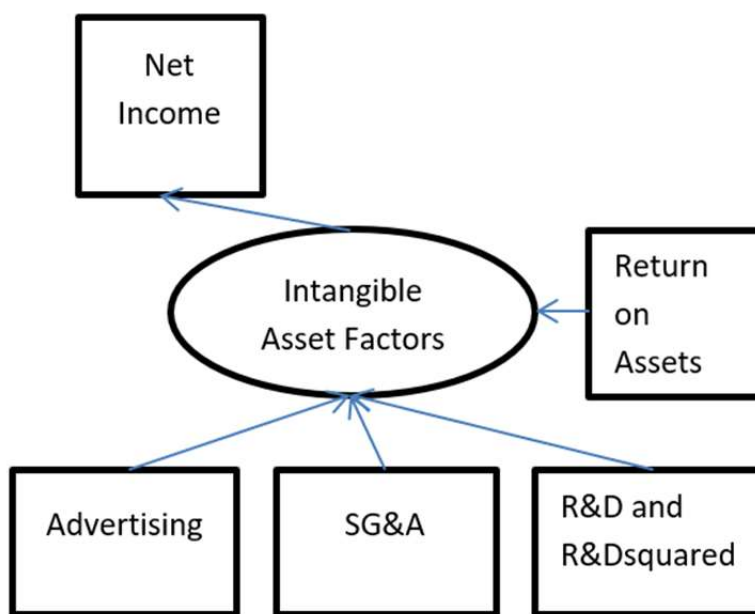 Net
Income
Intangible
Asset Factors
Return
on
Assets
Advertising
SG&A
R&D and
R&Dsquared